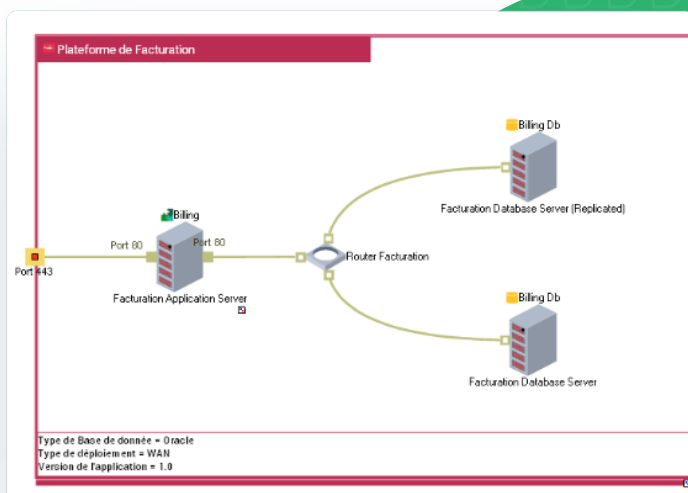 Plateforme de Facturation
Billing Db
Facturation Database Server (Replicated)
Billing
Port 80
Port 80
Router Facturation
Port 443
Facturation Application Server
Billing Db
Facturation Database Server
Type de Base de donnée = Oracle
Type de déploiement = WAN
Version de l'application = 1.0